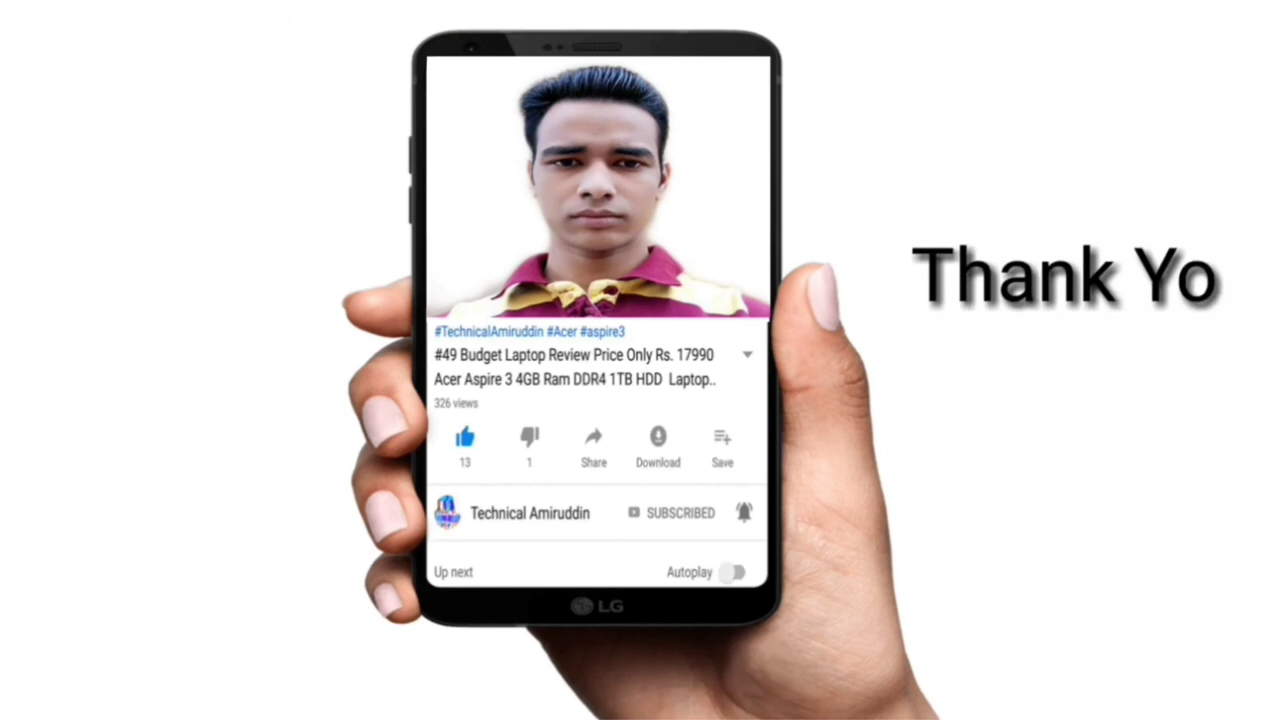 #TechnicalAmiruddin #Acer #aspire3
#49 Budget Laptop Review Price Only Rs. 17990
Acer Aspire 3 4GB Ram DDR4 1TB HDD Laptop..
326 views
13
1
Share
Download
Save
Technical Amiruddin
SUBSCRIBED
Up next
Autoplay
LG
Thank Yo